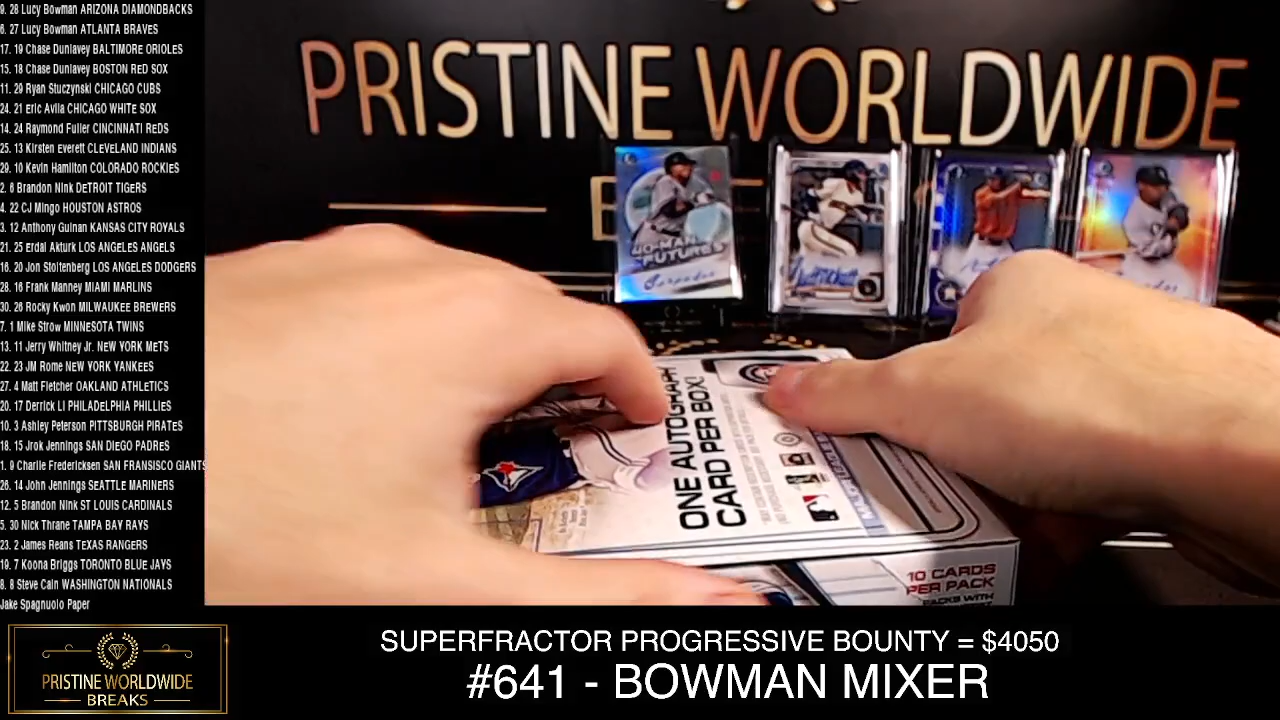 9. 28 Lucy Bowman ARIZONA DIAMONDBACKS
6. 27 Lucy Bowman ATLANTA BRAVES
17. 19 Chase Dunlavey BALTIMORE ORIOLES
15. 18 Chase Dunlavey BOSTON RED SOX
11. 29 Ryan Stuczynski CHICAGO CUBS
24. 21 Eric Avila CHICAGO WHITE SOX
14. 24 Raymond Fuller CINCINNATI REDS
25. 13 Kirsten Everett CLEVELAND INDIANS
29. 10 Kevin Hamilton COLORADO ROCKIES
2. 6 Brandon Nink DETROIT TIGERS
4. 22 CJ Mingo HOUSTON ASTROS
3. 12 Anthony Guinan KANSAS CITY ROYALS
21. 25 Erdal Akturk LOS ANGELES ANGELS
16. 20 Jon Stoltenberg LOS ANGELES DODGERS
28. 16 Frank Manney MIAMI MARLINS
30. 26 Rocky Kwon MILWAUKEE BREWERS
7. 1 Mike Strow MINNESOTA TWINS
13. 11 Jerry Whitney Jr. NEW YORK METS
22. 23 JM Rome NEW YORK YANKEES
27. 4 Matt Fletcher OAKLAND ATHLETICS
20. 17 Derrick LI PHILADELPHIA PHILLIES
10. 3 Ashley Peterson PITTSBURGH PIRATES
18. 15 Jrok Jennings SAN DIEGO PADRES
1. 9 Charlie Fredericksen SAN FRANSISCO GIANTS
26. 14 John Jennings SEATTLE MARINERS
12. 5 Brandon Nink ST LOUIS CARDINALS
5. 30 Nick Thrane TAMPA BAY RAYS
23. 2 James Reans TEXAS RANGERS
19. 7 Koona Briggs TORONTO BLUE JAYS
8. 8 Steve Cain WASHINGTON NATIONALS
Jake Spagnuolo Paper
PRISTINE WORLDWIDE
40-MAN
FUTURES
ONE AUTOGRAPH
CARD PER BOX!
10 CARDS
PER PACK
PACKS WITH
PRISTINE WORLDWIDE
BREAKS
SUPERFRACTOR PROGRESSIVE BOUNTY = $4050
#641 - BOWMAN MIXER